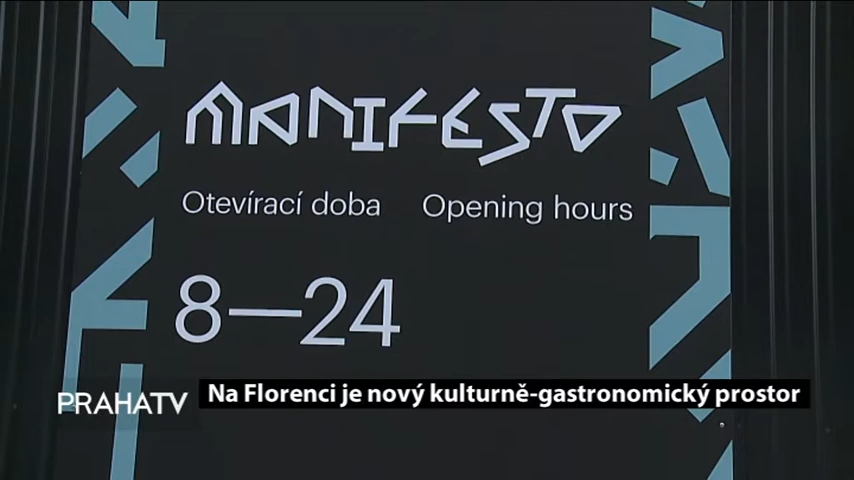 MANIFESTO
Otevírací doba Opening hours
8—24
PRAHATV Na Florenci je nový kulturně-gastronomický prostor